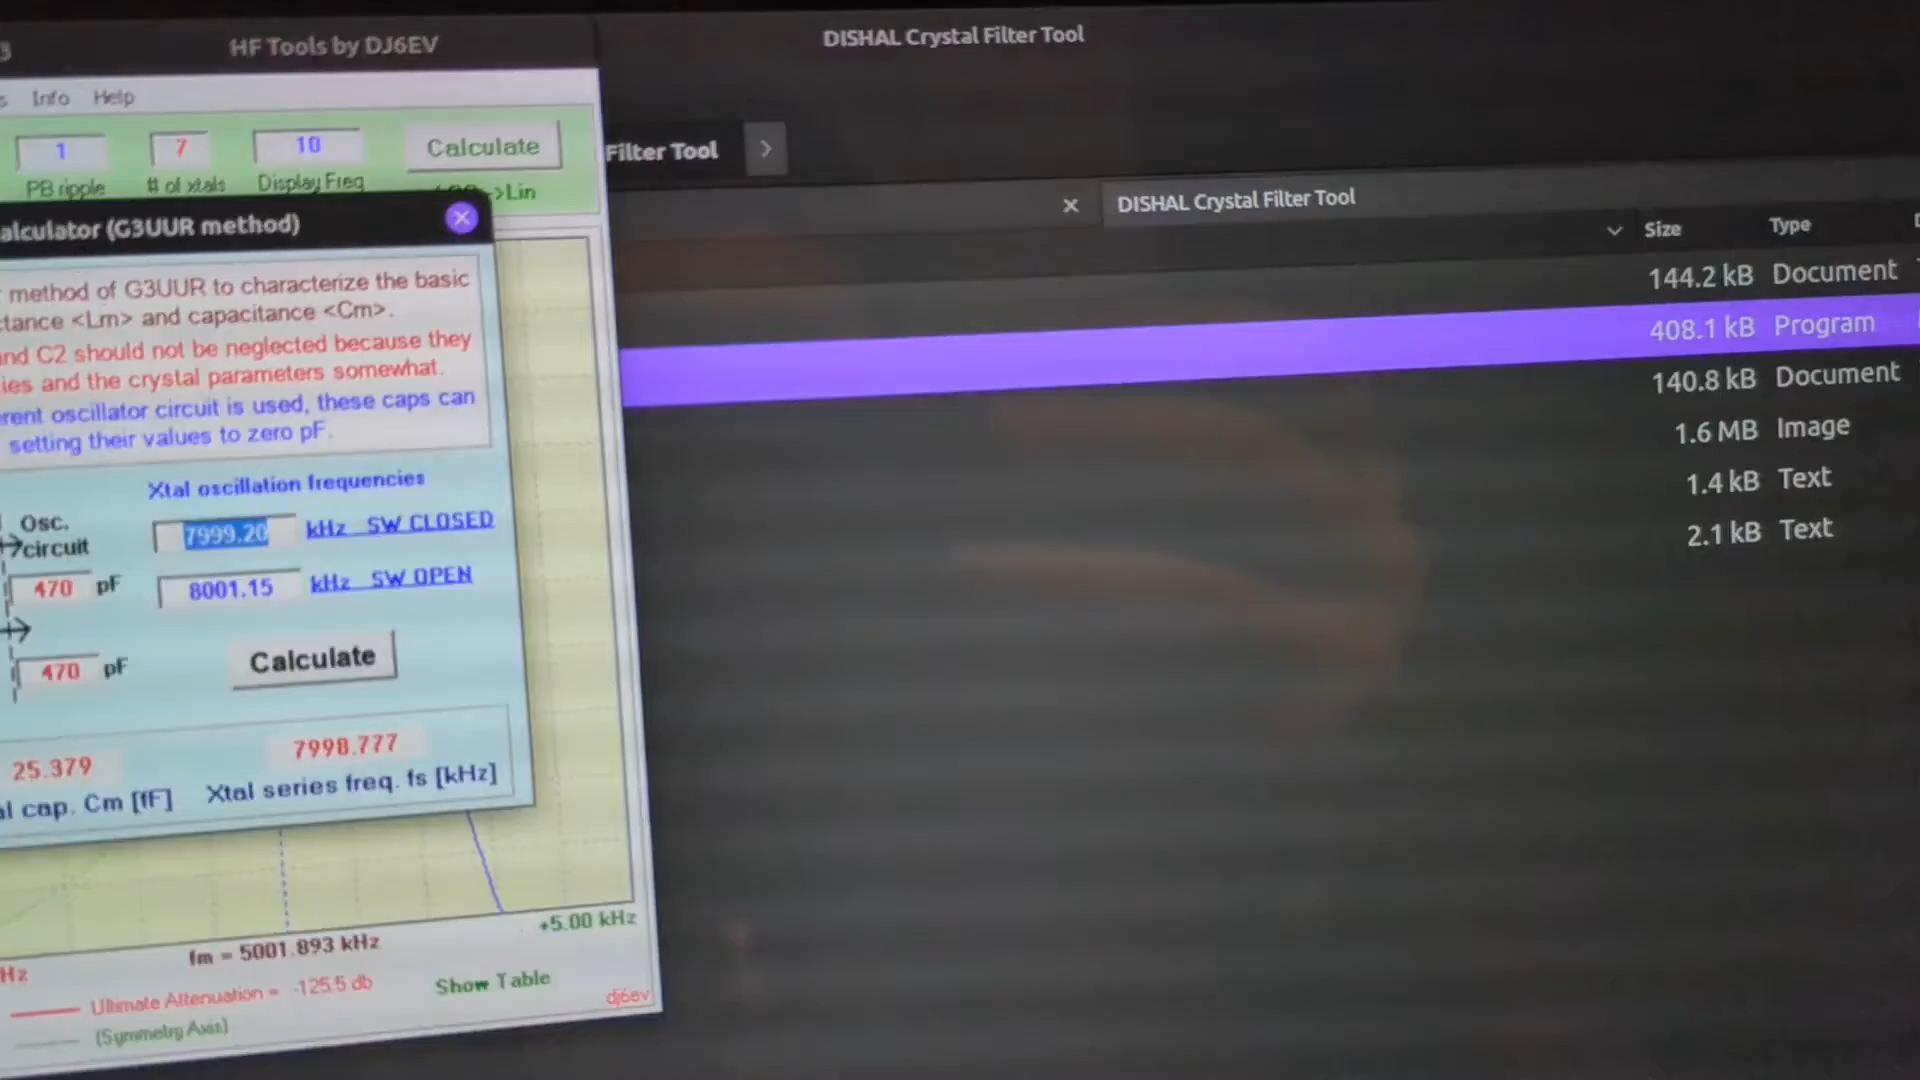 3
HF Tools by DJ6EV
DISHAL Crystal Filter Tool
s Info Help
1
7
10
Calculate
PB ripple
# of xtals
Display Freq
->Lin
Filter Tool
alculator (G3UUR method)
DISHAL Crystal Filter Tool
Size
Type
method of G3UUR to characterize the basic
ctance <Lm> and capacitance <Cm>.
and C2 should not be neglected because they
ies and the crystal parameters somewhat.
rent oscillator circuit is used, these caps can
setting their values to zero pF.
144.2 kB Document
408.1 kB Program
140.8 kB Document
1.6 MB Image
1.4 kB Text
2.1 kB Text
Xtal oscillation frequencies
Osc.
circuit
7999.20 kHz SW CLOSED
470 pF
8001.15 kHz SW OPEN
470 pF
Calculate
25.379
7998.777
al cap. Cm [fF]
Xtal series freq. fs [kHz]
+5.00 kHz
fm = 5001.893 kHz
Hz
Ultimate Attenuation = -125.5 db
Show Table
dj6ev
(Symmetry Axis)